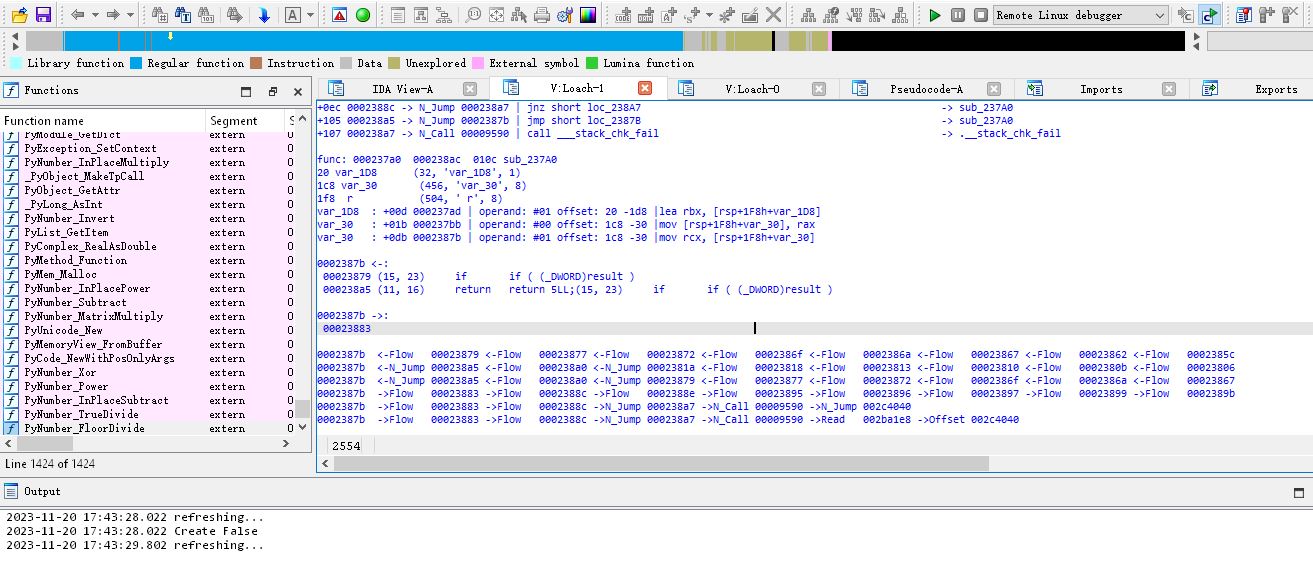 Remote Linux debugger
Library function Regular function Instruction Data Unexplored External symbol Lumina function
Functions
IDA View-A V:Loach-1 V:Loach-0 Pseudocode-A Imports Exports
Function name Segment S
PyModule_GetDict extern 0
PyException_SetContext extern 0
PyNumber_InPlaceMultiply extern 0
_PyObject_MakeTpCall extern 0
PyObject_GetAttr extern 0
_PyLong_AsInt extern 0
PyNumber_Invert extern 0
PyList_GetItem extern 0
PyComplex_RealAsDouble extern 0
PyMethod_Function extern 0
PyMem_Malloc extern 0
PyNumber_InPlacePower extern 0
PyNumber_Subtract extern 0
PyNumber_MatrixMultiply extern 0
PyUnicode_New extern 0
PyMemoryView_FromBuffer extern 0
PyCode_NewWithPosOnlyArgs extern 0
PyNumber_Xor extern 0
PyNumber_Power extern 0
PyNumber_InPlaceSubtract extern 0
PyNumber_TrueDivide extern 0
PyNumber_FloorDivide extern 0
Line 1424 of 1424
+0ec 0002388c -> N_Jump 000238a7 | jnz short loc_238A7 -> sub_237A0
+105 000238a5 -> N_Jump 0002387b | jmp short loc_2387B -> sub_237A0
+107 000238a7 -> N_Call 00009590 | call ___stack_chk_fail -> .__stack_chk_fail
func: 000237a0 000238ac 010c sub_237A0
20 var_1D8 (32, 'var_1D8', 1)
1c8 var_30 (456, 'var_30', 8)
1f8 r (504, ' r', 8)
var_1D8 : +00d 000237ad | operand: #01 offset: 20 -1d8 |lea rbx, [rsp+1F8h+var_1D8]
var_30 : +01b 000237bb | operand: #00 offset: 1c8 -30 |mov [rsp+1F8h+var_30], rax
var_30 : +0db 0002387b | operand: #01 offset: 1c8 -30 |mov rcx, [rsp+1F8h+var_30]
0002387b <-:
00023879 (15, 23) if if ( (_DWORD)result )
000238a5 (11, 16) return return 5LL;(15, 23) if if ( (_DWORD)result )
0002387b ->:
00023883
0002387b <-Flow 00023879 <-Flow 00023877 <-Flow 00023872 <-Flow 0002386f <-Flow 0002386a <-Flow 00023867 <-Flow 00023862 <-Flow 0002385c
0002387b <-N_Jump 000238a5 <-Flow 000238a0 <-N_Jump 0002381a <-Flow 00023818 <-Flow 00023813 <-Flow 00023810 <-Flow 0002380b <-Flow 00023806
0002387b <-N_Jump 000238a5 <-Flow 000238a0 <-N_Jump 00023879 <-Flow 00023877 <-Flow 00023872 <-Flow 0002386f <-Flow 0002386a <-Flow 00023867
0002387b ->Flow 00023883 ->Flow 0002388c ->Flow 0002388e ->Flow 00023895 ->Flow 00023896 ->Flow 00023897 ->Flow 00023899 ->Flow 0002389b
0002387b ->Flow 00023883 ->Flow 0002388c ->N_Jump 000238a7 ->N_Call 00009590 ->N_Jump 002c4040
0002387b ->Flow 00023883 ->Flow 0002388c ->N_Jump 000238a7 ->N_Call 00009590 ->Read 002ba1e8 ->Offset 002c4040
2554
Output
2023-11-20 17:43:28.022 refreshing...
2023-11-20 17:43:28.022 Create False
2023-11-20 17:43:29.802 refreshing...